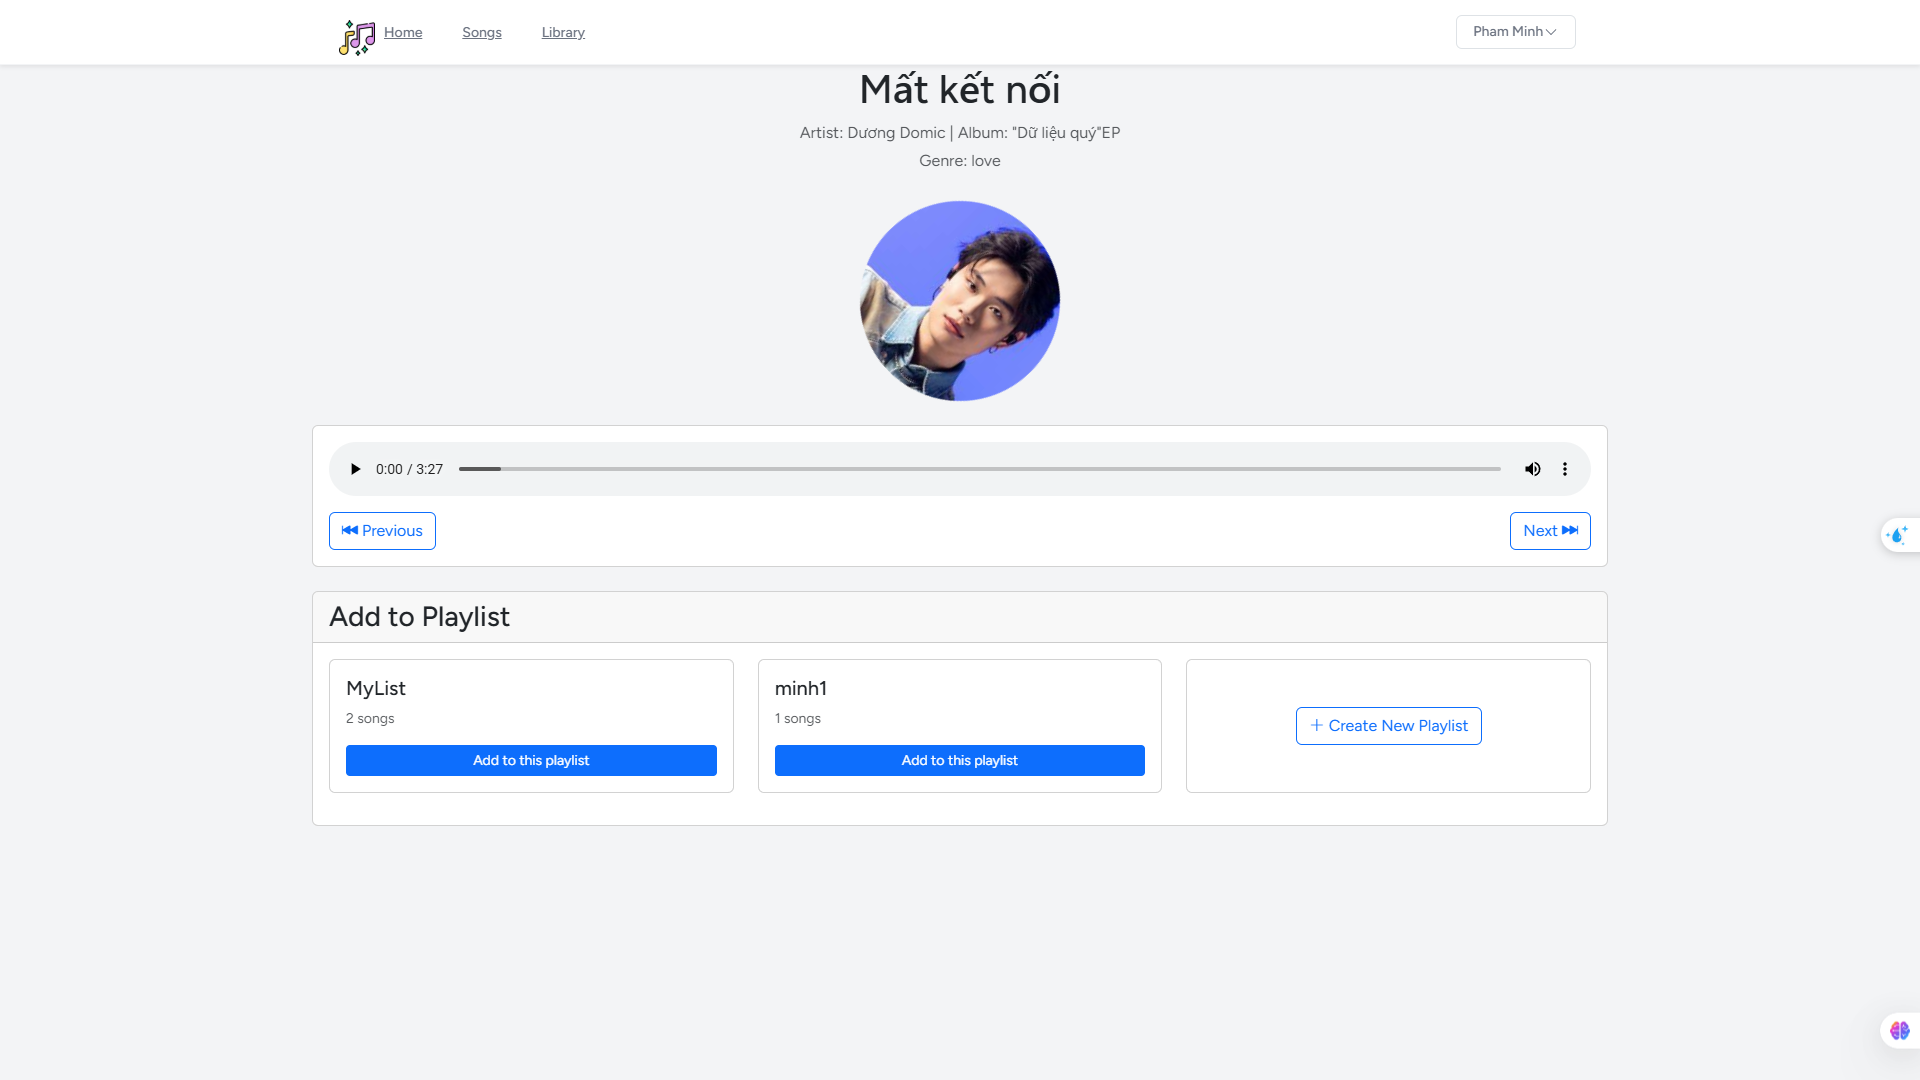 Home Songs Library Pham Minh
Mất kết nối
Artist: Dương Domic | Album: "Dữ liệu quý"EP
Genre: love
0:00 / 3:27
Previous Next
Add to Playlist
MyList
2 songs
Add to this playlist
minh1
1 songs
Add to this playlist
Create New Playlist